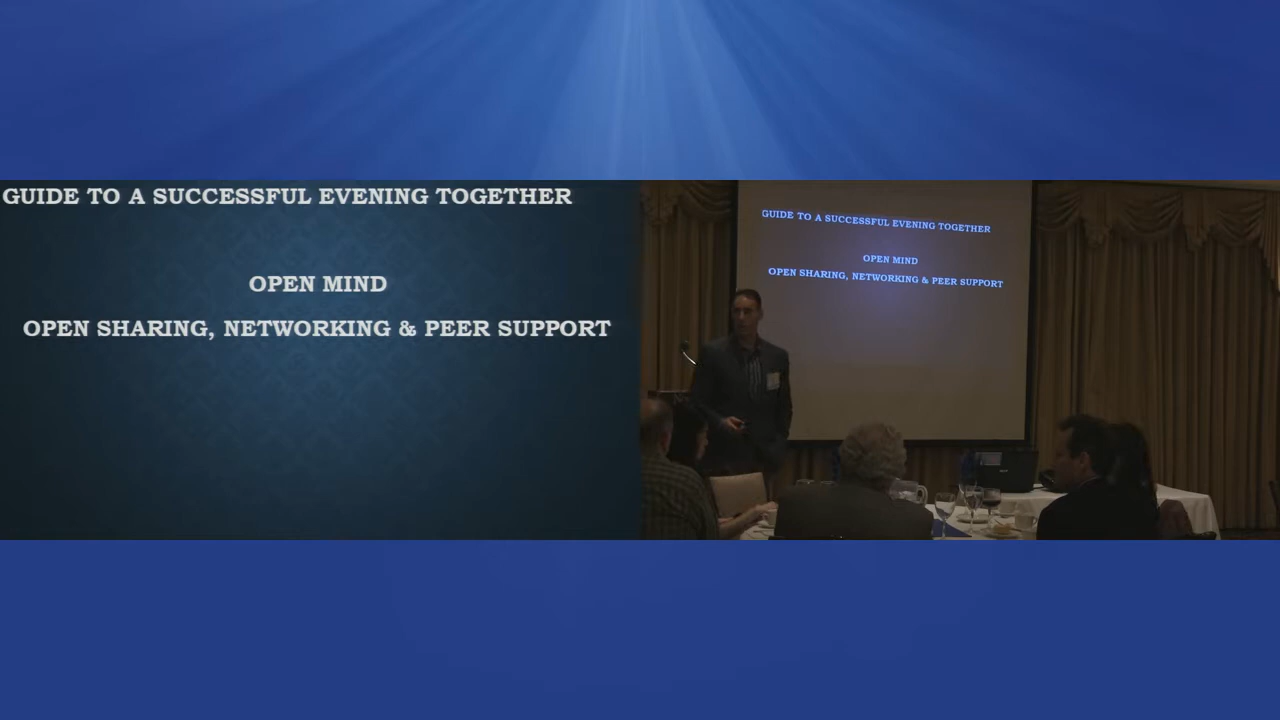 GUIDE TO A SUCCESSFUL EVENING TOGETHER
OPEN MIND
OPEN SHARING, NETWORKING & PEER SUPPORT
GUIDE TO A SUCCESSFUL EVENING TOGETHER
OPEN MIND
OPEN SHARING, NETWORKING & PEER SUPPORT